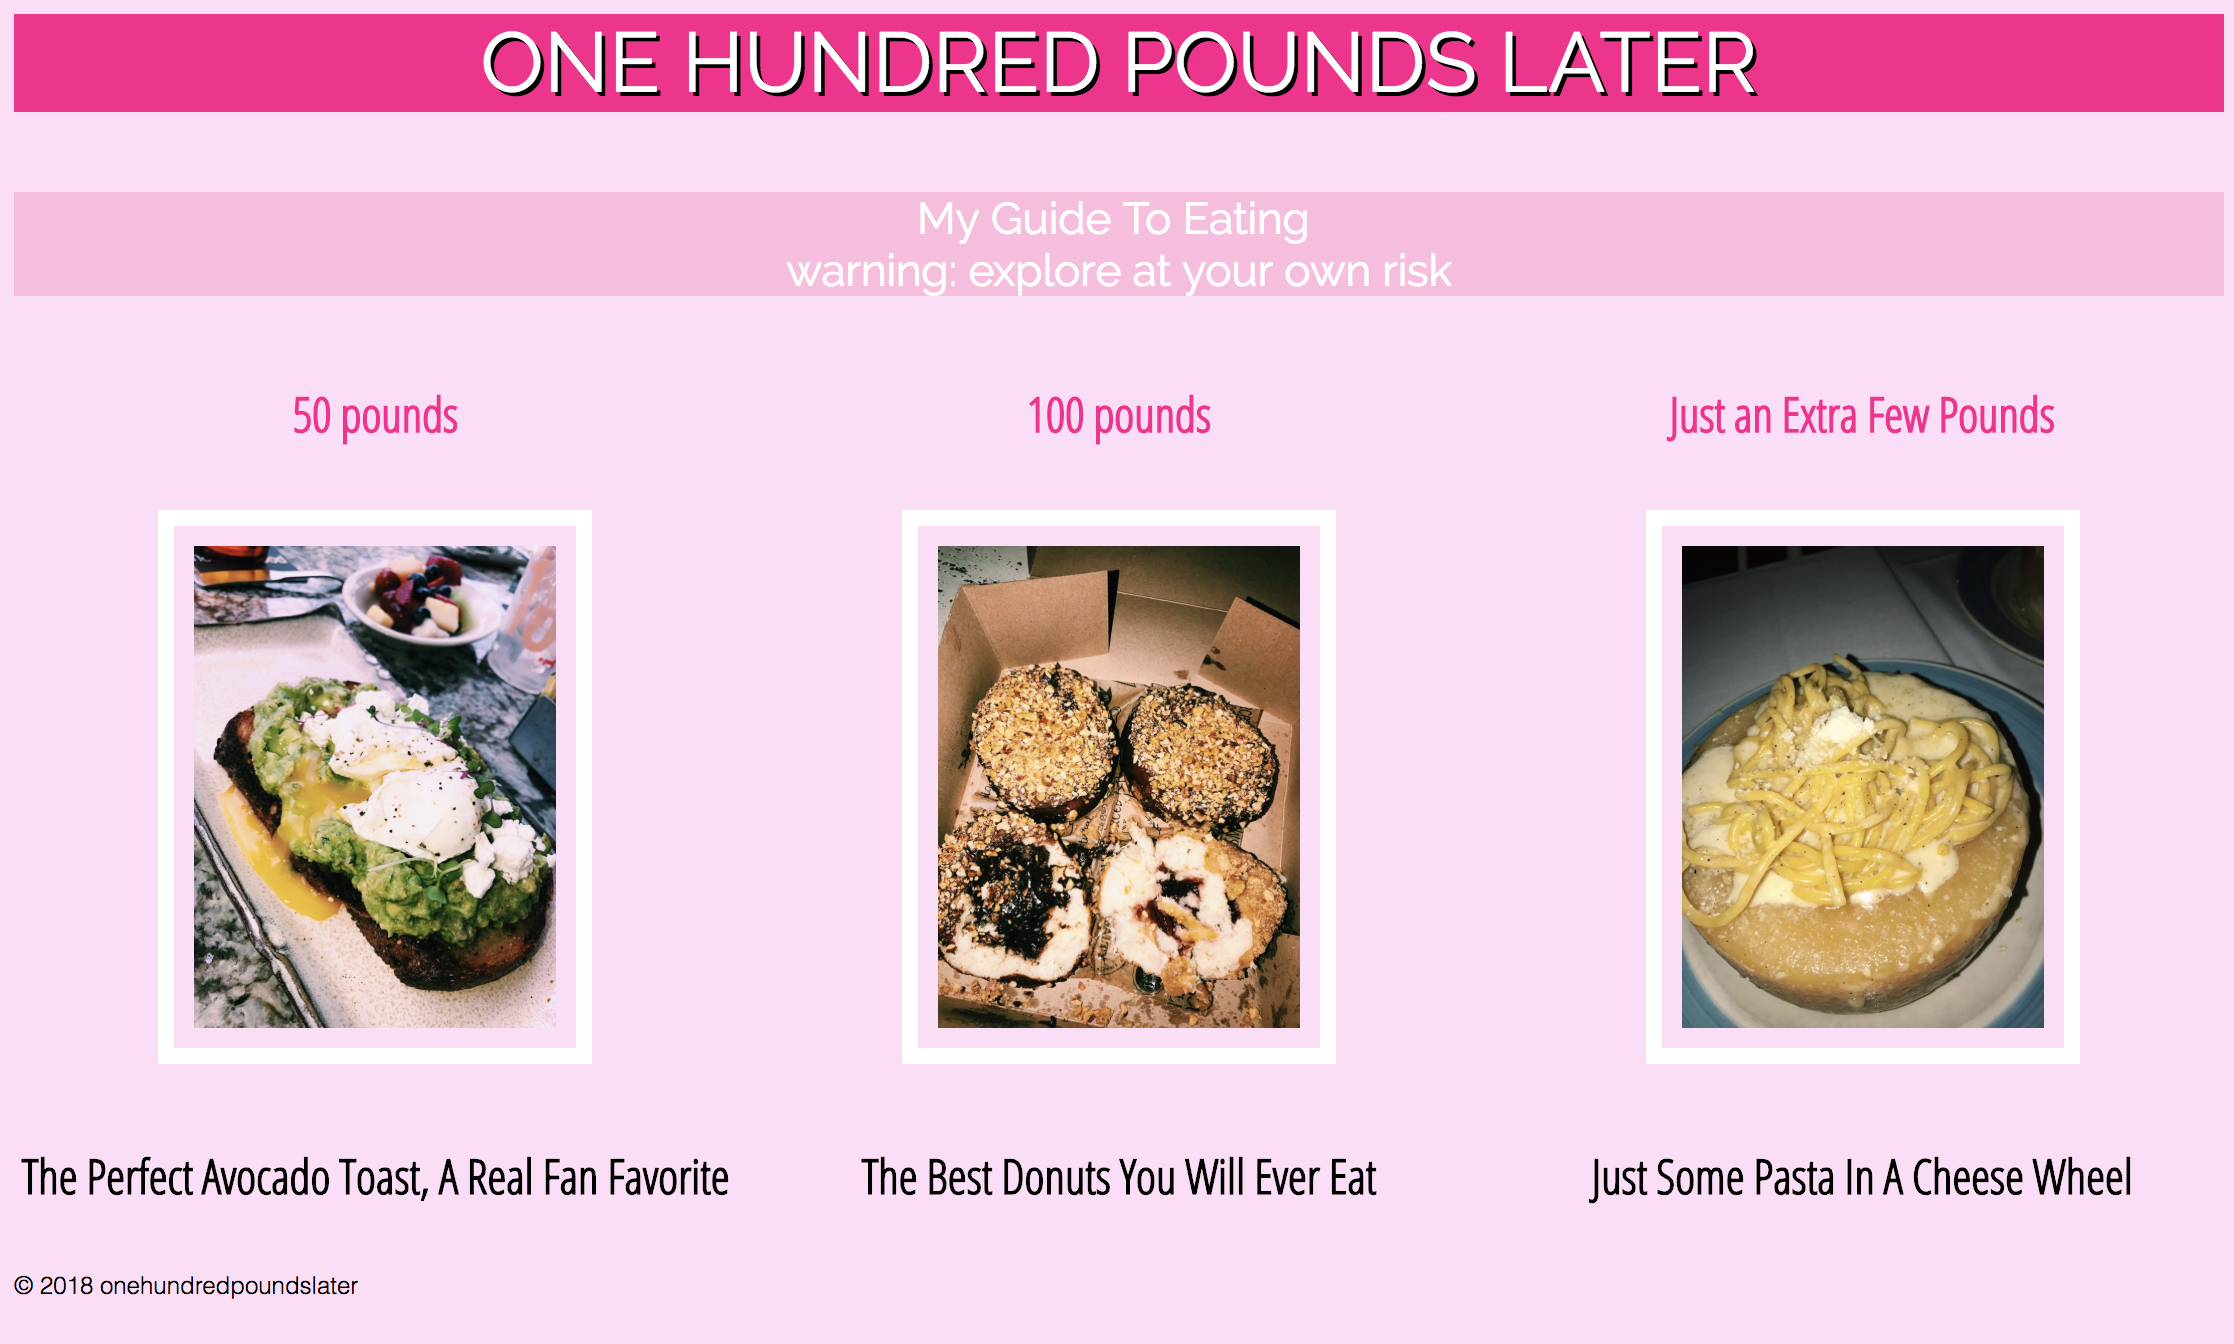 ONE HUNDRED POUNDS LATER
My Guide To Eating
warning: explore at your own risk
50 pounds
100 pounds
Just an Extra Few Pounds
The Perfect Avocado Toast, A Real Fan Favorite
The Best Donuts You Will Ever Eat
Just Some Pasta In A Cheese Wheel
© 2018 onehundredpoundslater